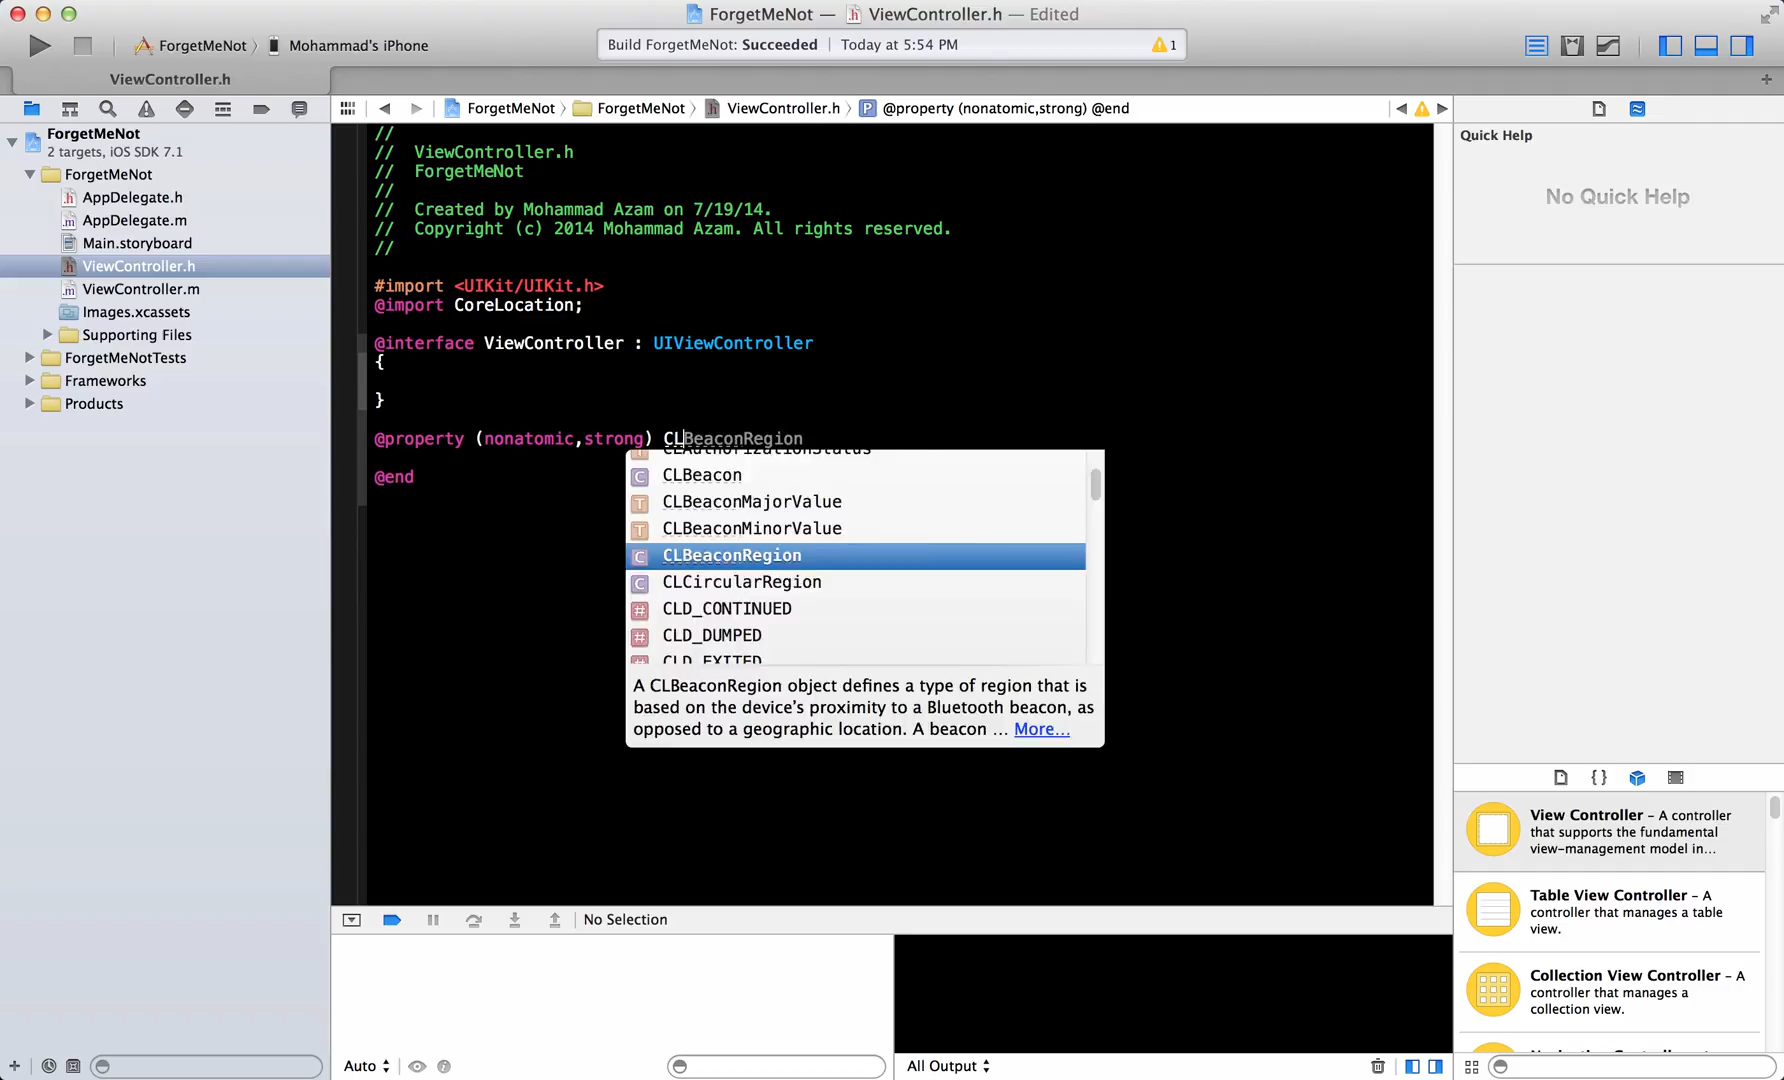 ForgetMeNot — ViewController.h — Edited
ForgetMeNot Mohammad's iPhone
Build ForgetMeNot: Succeeded Today at 5:54 PM 1
ViewController.h
ForgetMeNot ForgetMeNot ViewController.h @property (nonatomic,strong) @end
ForgetMeNot
2 targets, iOS SDK 7.1
ForgetMeNot
AppDelegate.h
AppDelegate.m
Main.storyboard
ViewController.h
ViewController.m
Images.xcassets
Supporting Files
ForgetMeNotTests
Frameworks
Products
//
// ViewController.h
// ForgetMeNot
//
// Created by Mohammad Azam on 7/19/14.
// Copyright (c) 2014 Mohammad Azam. All rights reserved.
//
#import <UIKit/UIKit.h>
@import CoreLocation;
@interface ViewController : UIViewController
{
}
@property (nonatomic,strong) CLBeaconRegion
@end
CLAuthorizationStatus
CLBeacon
CLBeaconMajorValue
CLBeaconMinorValue
CLBeaconRegion
CLCircularRegion
CLD_CONTINUED
CLD_DUMPED
CLD_EXITED
A CLBeaconRegion object defines a type of region that is
based on the device's proximity to a Bluetooth beacon, as
opposed to a geographic location. A beacon ... More...
No Selection
Auto
All Output
Quick Help
No Quick Help
View Controller – A controller
that supports the fundamental
view-management model in...
Table View Controller – A
controller that manages a table
view.
Collection View Controller – A
controller that manages a
collection view.